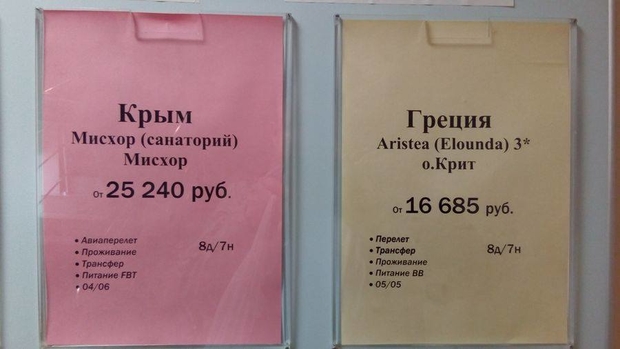 Крым
Мисхор (санаторий)
Мисхор
от 25 240 руб.
• Авиаперелет
• Проживание
• Трансфер
• Питание FBT
• 04/06
8д/7н
Греция
Aristea (Elounda) 3*
о.Крит
от 16 685 руб.
• Перелет
• Трансфер
• Проживание
• Питание BB
• 05/05
8д/7н